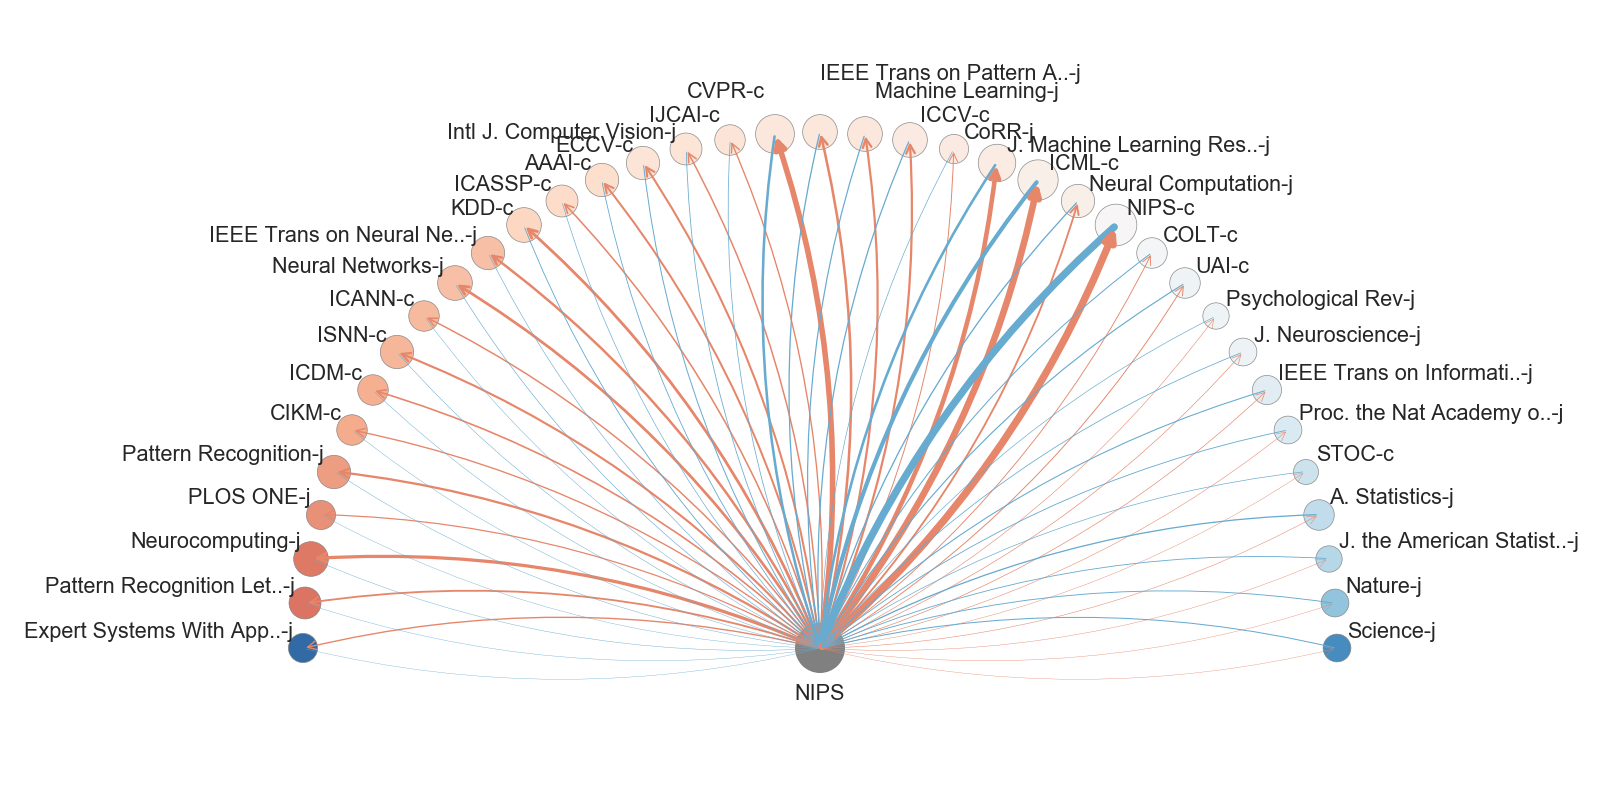 IEEE Trans on Pattern A..-j
CVPR-c
Machine Learning-j
IJCAI-c
ICCV-c
Intl J. Computer Vision-j
CoRR-j
ECCV-c
J. Machine Learning Res..-j
AAAI-c
ICML-c
ICASSP-c
Neural Computation-j
KDD-c
NIPS-c
IEEE Trans on Neural Ne..-j
COLT-c
Neural Networks-j
UAI-c
ICANN-c
Psychological Rev-j
ISNN-c
J. Neuroscience-j
ICDM-c
IEEE Trans on Informati..-j
CIKM-c
Proc. the Nat Academy o..-j
Pattern Recognition-j
STOC-c
PLOS ONE-j
A. Statistics-j
Neurocomputing-j
J. the American Statist..-j
Pattern Recognition Let..-j
Nature-j
Expert Systems With App..-j
Science-j
NIPS